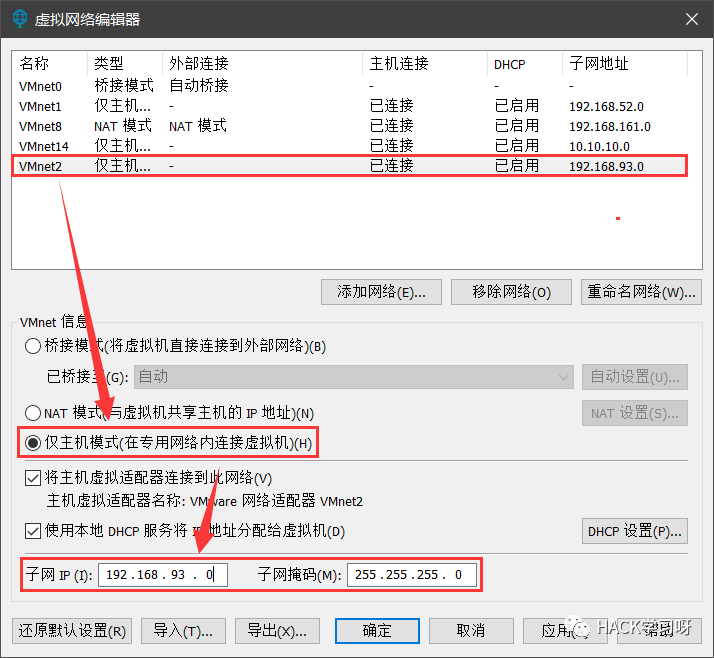 虚拟网络编辑器
名称 类型 外部连接 主机连接 DHCP 子网地址
VMnet0 桥接模式 自动桥接 - - -
VMnet1 仅主机... - 已连接 已启用 192.168.52.0
VMnet8 NAT 模式 NAT 模式 已连接 已启用 192.168.161.0
VMnet14 仅主机... - 已连接 已启用 10.10.10.0
VMnet2 仅主机... - 已连接 已启用 192.168.93.0
添加网络(E)... 移除网络(O) 重命名网络(W)...
VMnet 信息
桥接模式(将虚拟机直接连接到外部网络)(B)
已桥接至(G): 自动 自动设置(U)...
NAT 模式(与虚拟机共享主机的 IP 地址)(N) NAT 设置(S)...
仅主机模式(在专用网络内连接虚拟机)(H)
将主机虚拟适配器连接到此网络(V)
主机虚拟适配器名称: VMware 网络适配器 VMnet2
使用本地 DHCP 服务将 IP 地址分配给虚拟机(D) DHCP 设置(P)...
子网 IP (I): 192.168. 93 . 0 子网掩码(M): 255.255.255. 0
还原默认设置(R) 导入(T)... 导出(X)... 确定 取消 应用(A) 帮助
HACK学习呀